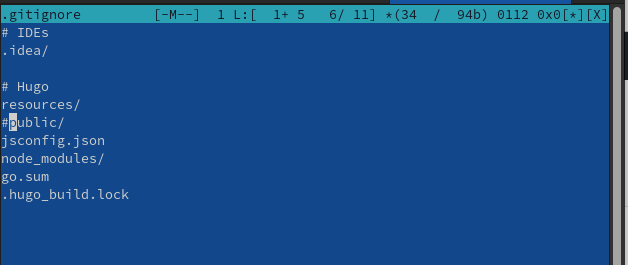 .gitignore          [-M--]  1 L:[  1+ 5   6/ 11] *(34  /  94b) 0112 0x0[*][X]
# IDEs
.idea/

# Hugo
resources/
#public/
jsconfig.json
node_modules/
go.sum
.hugo_build.lock